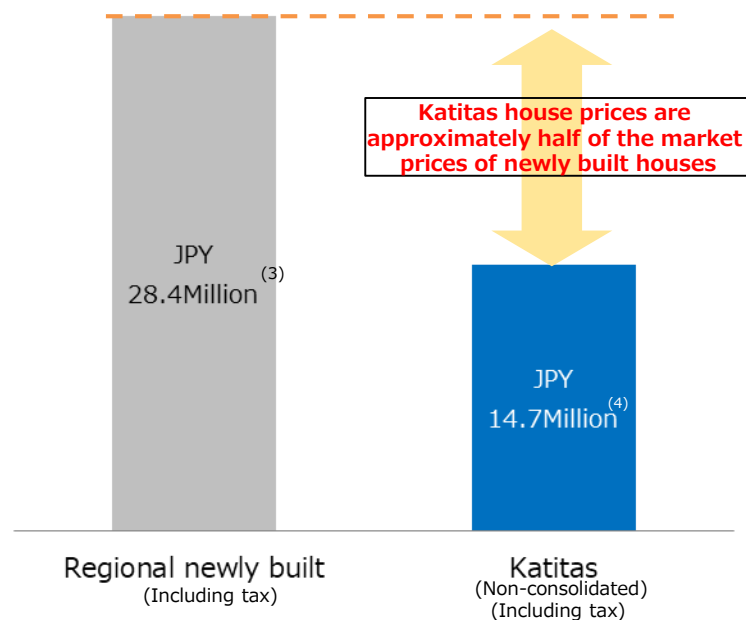 Katitas house prices are
approximately half of the market
prices of newly built houses
JPY
28.4Million(3)
JPY
14.7Million(4)
Regional newly built
(Including tax)
Katitas
(Non-consolidated)
(Including tax)